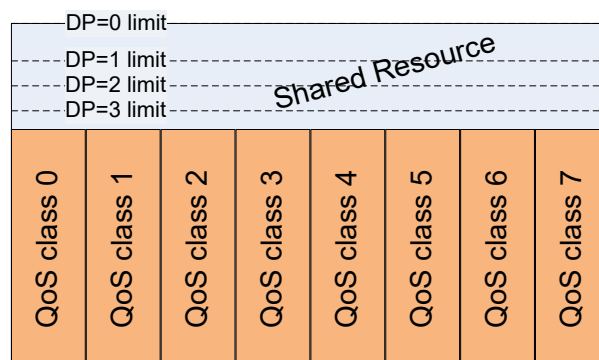 DP=0 limit
DP=1 limit
DP=2 limit
DP=3 limit
Shared Resource
QoS class 0
QoS class 1
QoS class 2
QoS class 3
QoS class 4
QoS class 5
QoS class 6
QoS class 7